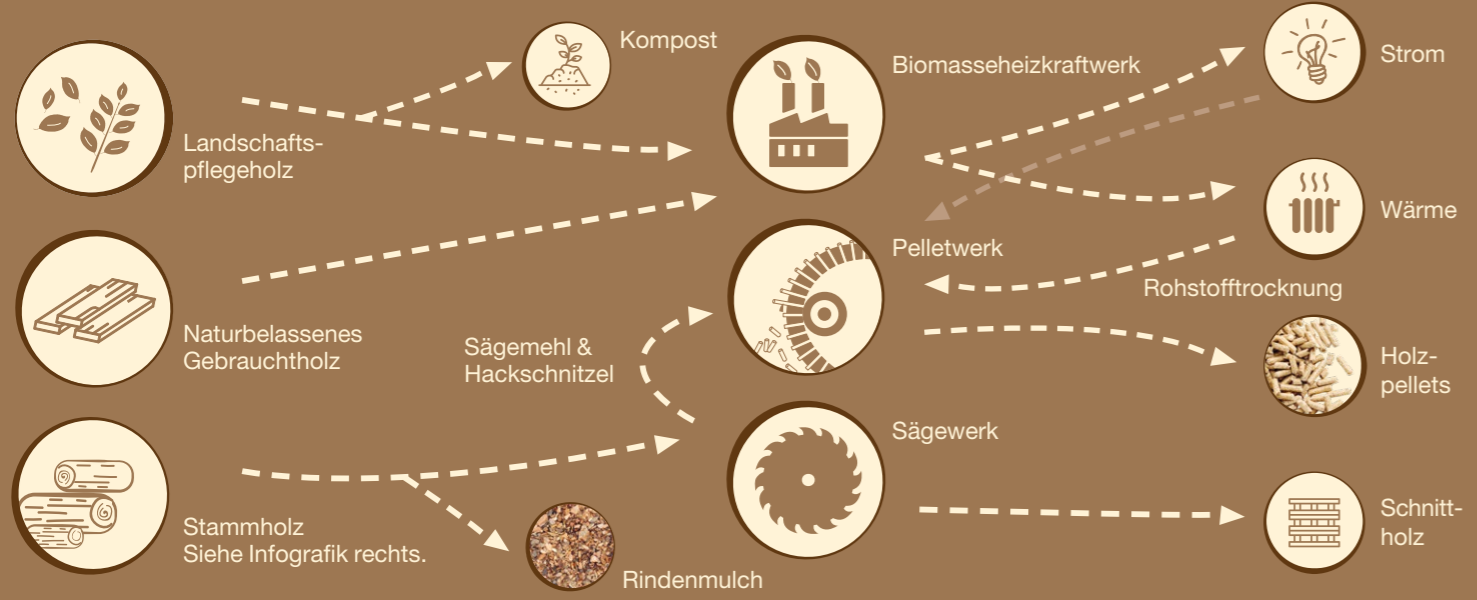 Kompost
Biomasseheizkraftwerk
Strom
Landschafts-
pflegeholz
Wärme
Pelletwerk
Rohstofftrocknung
Naturbelassenes
Gebrauchtholz
Sägemehl &
Hackschnitzel
Holz-
pellets
Sägewerk
Stammholz
Siehe Infografik rechts.
Schnitt-
holz
Rindenmulch